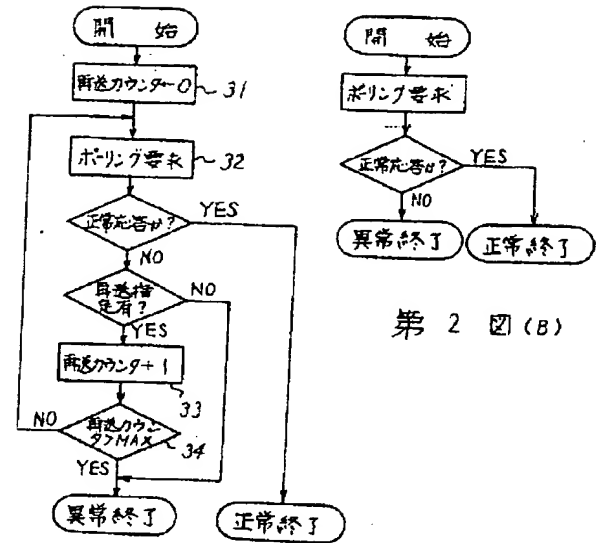 開始
再送カウンタ←0
31
ポーリング要求
32
正常応答か?
YES
NO
再送指
定有?
NO
YES
再送カウンタ+1
33
再送カウン
タ>MAX
34
NO
YES
異常終了
正常終了
開始
ポーリング要求
正常応答か?
YES
NO
異常終了
正常終了
第2図(B)